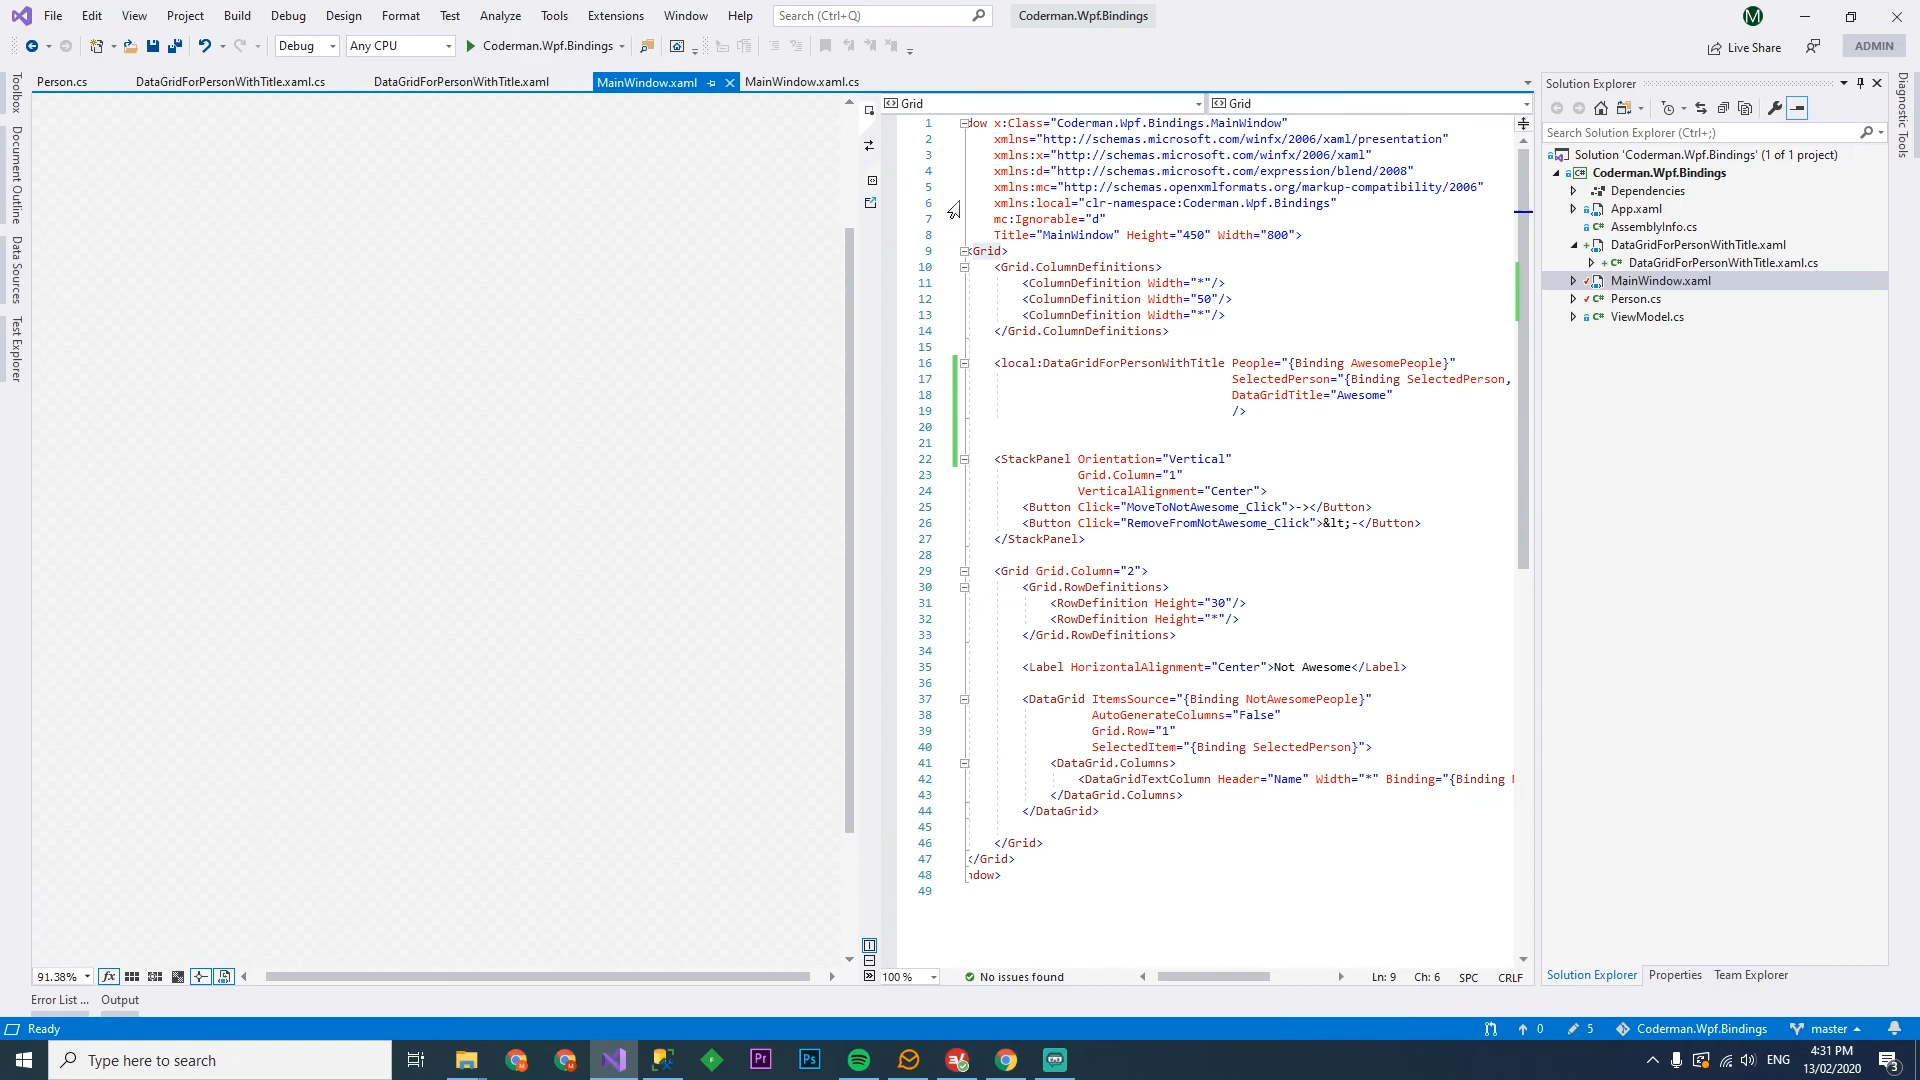 File Edit View Project Build Debug Design Format Test Analyze Tools Extensions Window Help Search (Ctrl+Q) Coderman.Wpf.Bindings M
Debug Any CPU Coderman.Wpf.Bindings Live Share ADMIN
Person.cs DataGridForPersonWithTitle.xaml.cs DataGridForPersonWithTitle.xaml MainWindow.xaml MainWindow.xaml.cs
Toolbox
Document Outline
Data Sources
Test Explorer
Grid Grid
1 dow x:Class="Coderman.Wpf.Bindings.MainWindow"
2 xmlns="http://schemas.microsoft.com/winfx/2006/xaml/presentation"
3 xmlns:x="http://schemas.microsoft.com/winfx/2006/xaml"
4 xmlns:d="http://schemas.microsoft.com/expression/blend/2008"
5 xmlns:mc="http://schemas.openxmlformats.org/markup-compatibility/2006"
6 xmlns:local="clr-namespace:Coderman.Wpf.Bindings"
7 mc:Ignorable="d"
8 Title="MainWindow" Height="450" Width="800">
9 <Grid>
10 <Grid.ColumnDefinitions>
11 <ColumnDefinition Width="*"/>
12 <ColumnDefinition Width="50"/>
13 <ColumnDefinition Width="*"/>
14 </Grid.ColumnDefinitions>
15
16 <local:DataGridForPersonWithTitle People="{Binding AwesomePeople}"
17 SelectedPerson="{Binding SelectedPerson,
18 DataGridTitle="Awesome"
19 />
20
21
22 <StackPanel Orientation="Vertical"
23 Grid.Column="1"
24 VerticalAlignment="Center">
25 <Button Click="MoveToNotAwesome_Click">-></Button>
26 <Button Click="RemoveFromNotAwesome_Click">&lt;-</Button>
27 </StackPanel>
28
29 <Grid Grid.Column="2">
30 <Grid.RowDefinitions>
31 <RowDefinition Height="30"/>
32 <RowDefinition Height="*"/>
33 </Grid.RowDefinitions>
34
35 <Label HorizontalAlignment="Center">Not Awesome</Label>
36
37 <DataGrid ItemsSource="{Binding NotAwesomePeople}"
38 AutoGenerateColumns="False"
39 Grid.Row="1"
40 SelectedItem="{Binding SelectedPerson}">
41 <DataGrid.Columns>
42 <DataGridTextColumn Header="Name" Width="*" Binding="{Binding
43 </DataGrid.Columns>
44 </DataGrid>
45
46 </Grid>
47 </Grid>
48 ndow>
49
91.38% fx 100 % No issues found Ln: 9 Ch: 6 SPC CRLF
Solution Explorer
Search Solution Explorer (Ctrl+;)
Solution 'Coderman.Wpf.Bindings' (1 of 1 project)
Coderman.Wpf.Bindings
Dependencies
App.xaml
C# AssemblyInfo.cs
DataGridForPersonWithTitle.xaml
C# DataGridForPersonWithTitle.xaml.cs
MainWindow.xaml
C# Person.cs
C# ViewModel.cs
Solution Explorer Properties Team Explorer
Diagnostic Tools
Error List ... Output
Ready 0 5 Coderman.Wpf.Bindings master
Type here to search Pr Ps ENG 4:31 PM
13/02/2020 3